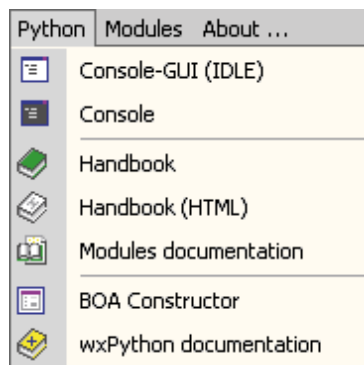 Python Modules About ...
Console-GUI (IDLE)
Console
Handbook
Handbook (HTML)
Modules documentation
BOA Constructor
wxPython documentation